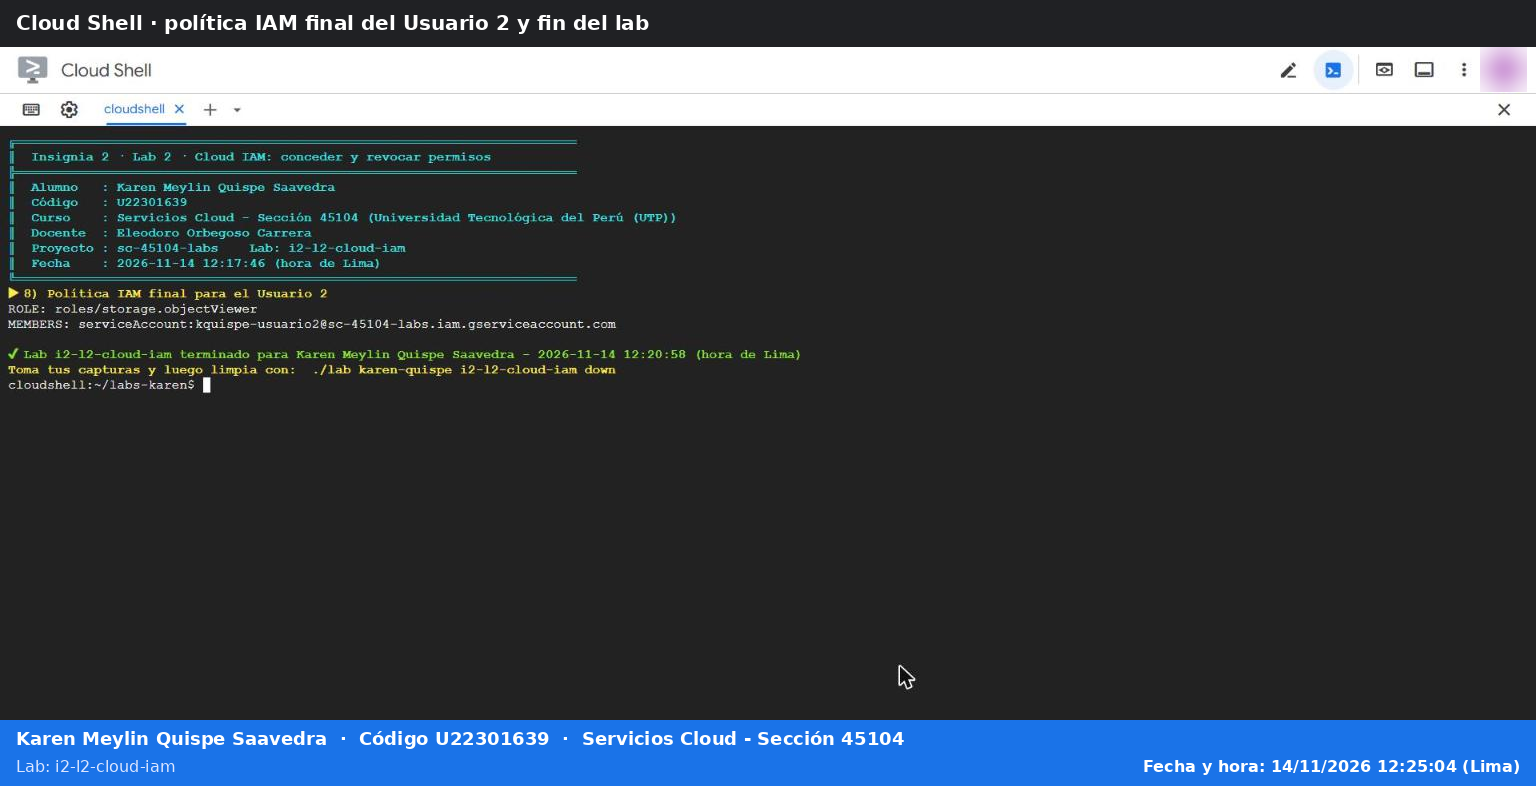 Cloud Shell · política IAM final del Usuario 2 y fin del lab
Cloud Shell
cloudshell
Insignia 2 · Lab 2 · Cloud IAM: conceder y revocar permisos
Alumno : Karen Meylin Quispe Saavedra
Código : U22301639
Curso : Servicios Cloud - Sección 45104 (Universidad Tecnológica del Perú (UTP))
Docente : Eleodoro Orbegoso Carrera
Proyecto : sc-45104-labs Lab: i2-l2-cloud-iam
Fecha : 2026-11-14 12:17:46 (hora de Lima)
▶ 8) Política IAM final para el Usuario 2
ROLE: roles/storage.objectViewer
MEMBERS: serviceAccount:kquispe-usuario2@sc-45104-labs.iam.gserviceaccount.com
✔ Lab i2-l2-cloud-iam terminado para Karen Meylin Quispe Saavedra - 2026-11-14 12:20:58 (hora de Lima)
Toma tus capturas y luego limpia con: ./lab karen-quispe i2-l2-cloud-iam down
cloudshell:~/labs-karen$
Karen Meylin Quispe Saavedra · Código U22301639 · Servicios Cloud - Sección 45104
Lab: i2-l2-cloud-iam
Fecha y hora: 14/11/2026 12:25:04 (Lima)